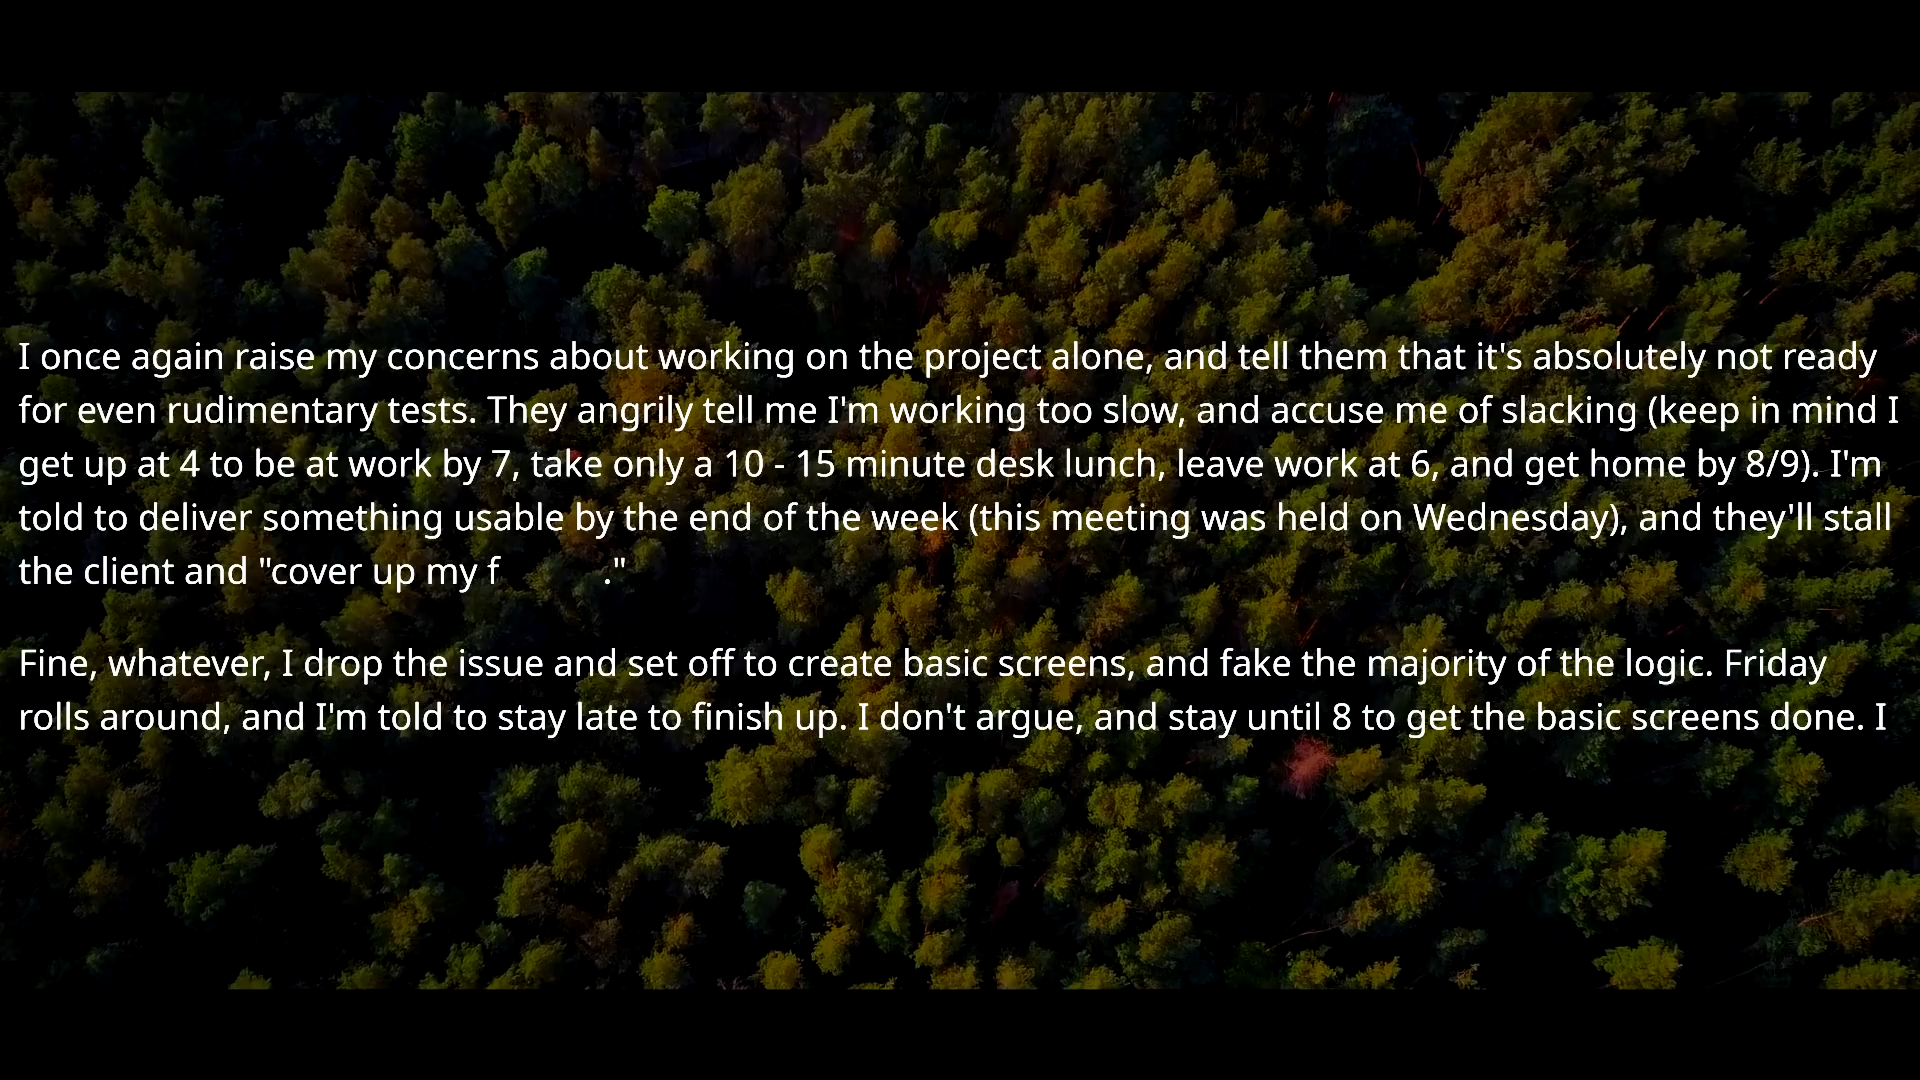 I once again raise my concerns about working on the project alone, and tell them that it's absolutely not ready
for even rudimentary tests. They angrily tell me I'm working too slow, and accuse me of slacking (keep in mind I
get up at 4 to be at work by 7, take only a 10 - 15 minute desk lunch, leave work at 6, and get home by 8/9). I'm
told to deliver something usable by the end of the week (this meeting was held on Wednesday), and they'll stall
the client and "cover up my f ."
Fine, whatever, I drop the issue and set off to create basic screens, and fake the majority of the logic. Friday
rolls around, and I'm told to stay late to finish up. I don't argue, and stay until 8 to get the basic screens done. I